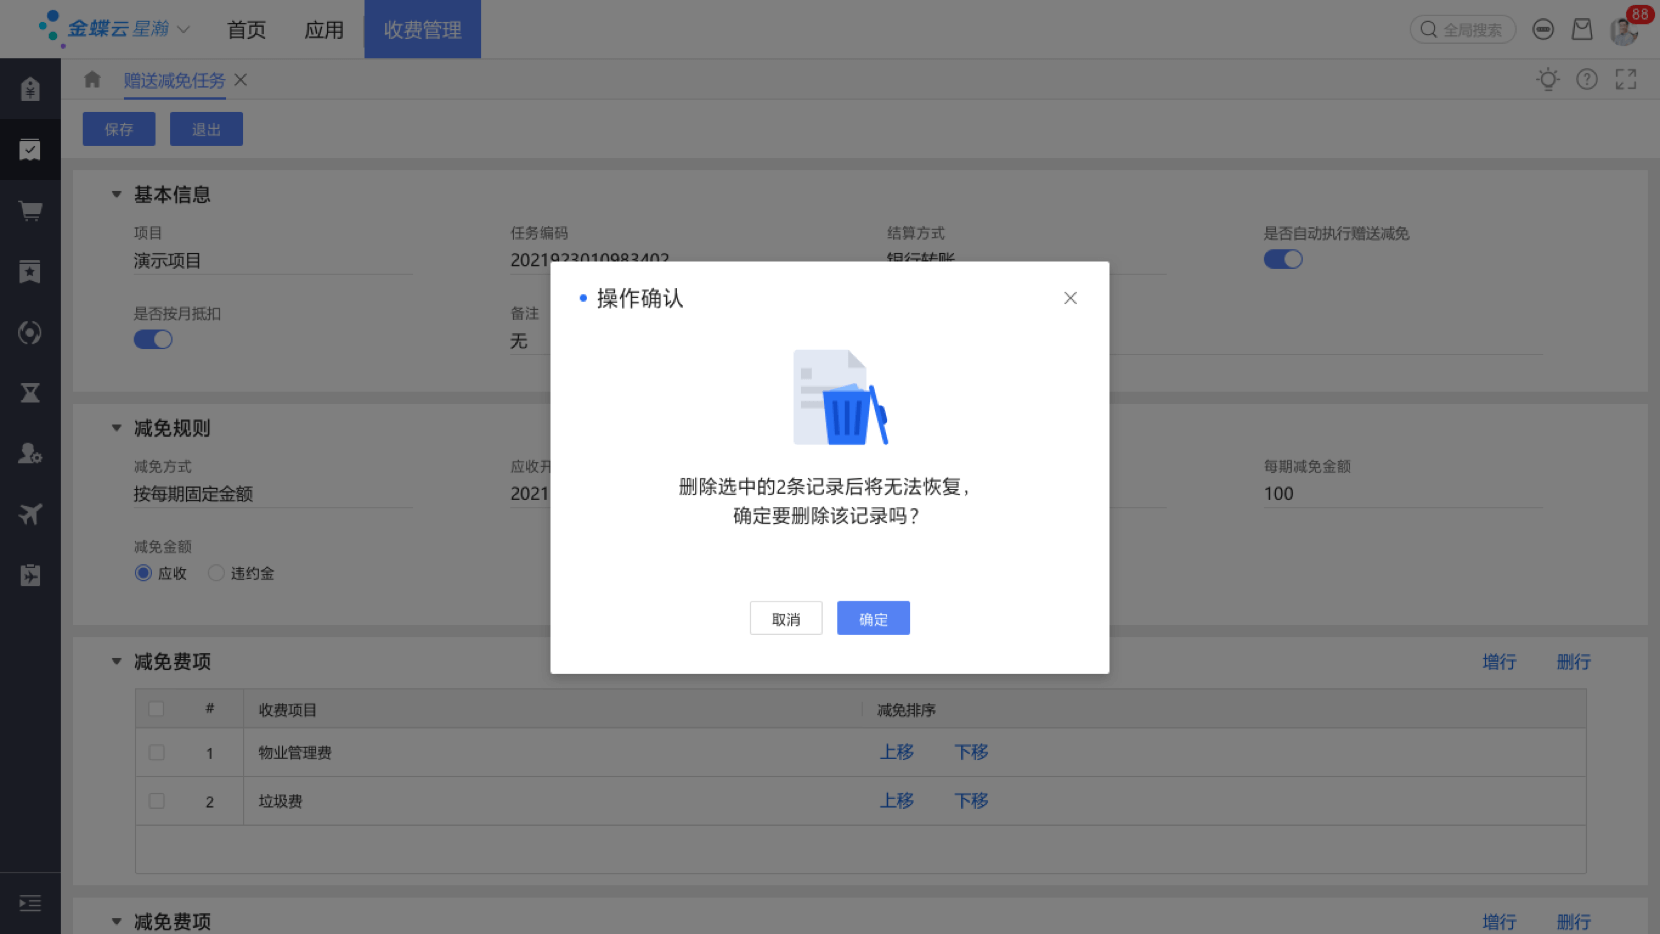 金蝶云 星瀚
首页
应用
收费管理
全局搜索
88
赠送减免任务
保存
退出
基本信息
项目
任务编码
结算方式
是否自动执行赠送减免
演示项目
2021923010983402
银行转账
是否按月抵扣
备注
无
操作确认
删除选中的2条记录后将无法恢复，
确定要删除该记录吗？
取消
确定
减免规则
减免方式
应收开
每期减免金额
按每期固定金额
2021
100
减免金额
应收
违约金
减免费项
增行
删行
#
收费项目
减免排序
1
物业管理费
上移
下移
2
垃圾费
上移
下移
减免费项
增行
删行